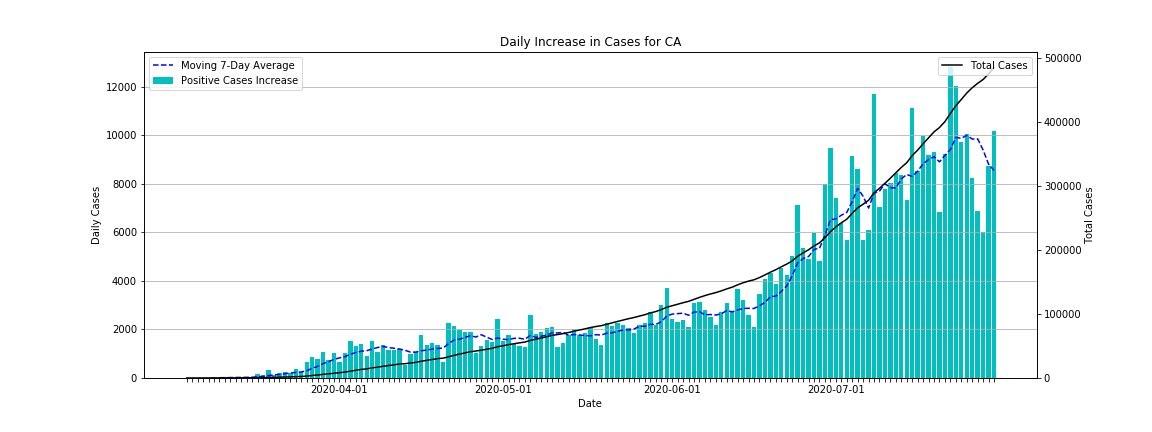 Daily Increase in Cases for CA
Moving 7-Day Average
Positive Cases Increase
Total Cases
12000
10000
8000
6000
4000
2000
0
Daily Cases
500000
400000
300000
200000
100000
0
Total Cases
2020-04-01
2020-05-01
2020-06-01
2020-07-01
Date